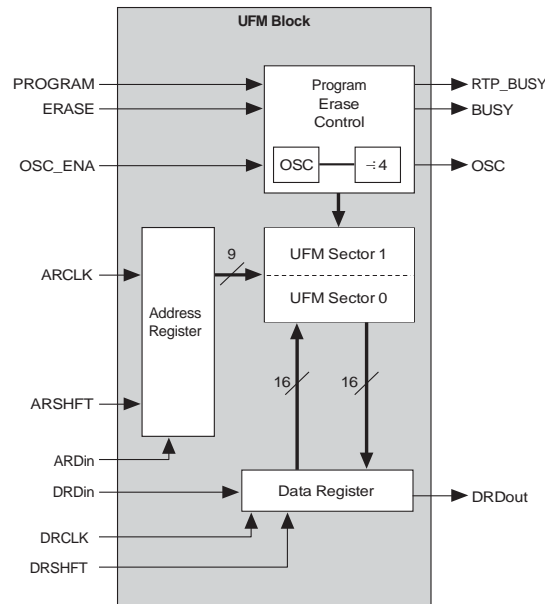 UFM Block
PROGRAM
ERASE
OSC_ENA
Program
Erase
Control
OSC
÷4
RTP_BUSY
BUSY
OSC
UFM Sector 1
UFM Sector 0
9
ARCLK
Address
Register
ARSHFT
ARDin
16
16
DRDin
Data Register
DRDout
DRCLK
DRSHFT